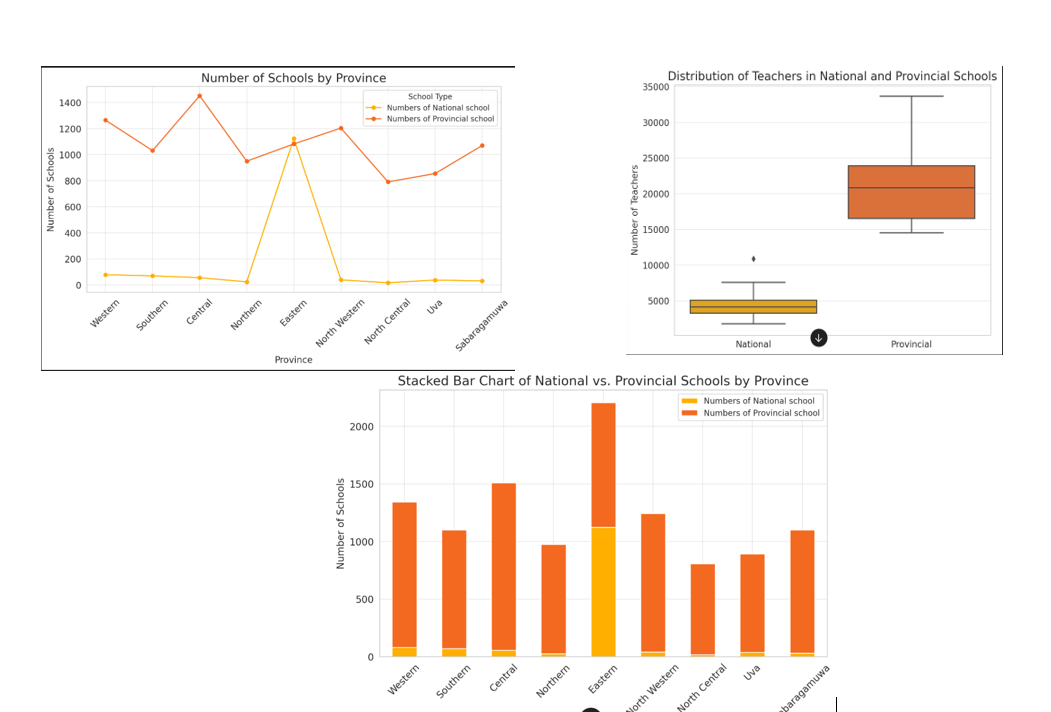 Number of Schools by Province
School Type
Numbers of National school
Numbers of Provincial school
Number of Schools
1400
1200
1000
800
600
400
200
0
Western
Southern
Central
Northern
Eastern
North Western
North Central
Uva
Sabaragamuwa
Province
Distribution of Teachers in National and Provincial Schools
Number of Teachers
35000
30000
25000
20000
15000
10000
5000
National
Provincial
Stacked Bar Chart of National vs. Provincial Schools by Province
Numbers of National school
Numbers of Provincial school
Number of Schools
2000
1500
1000
500
0
Western
Southern
Central
Northern
Eastern
North Western
North Central
Uva
baragamuwa